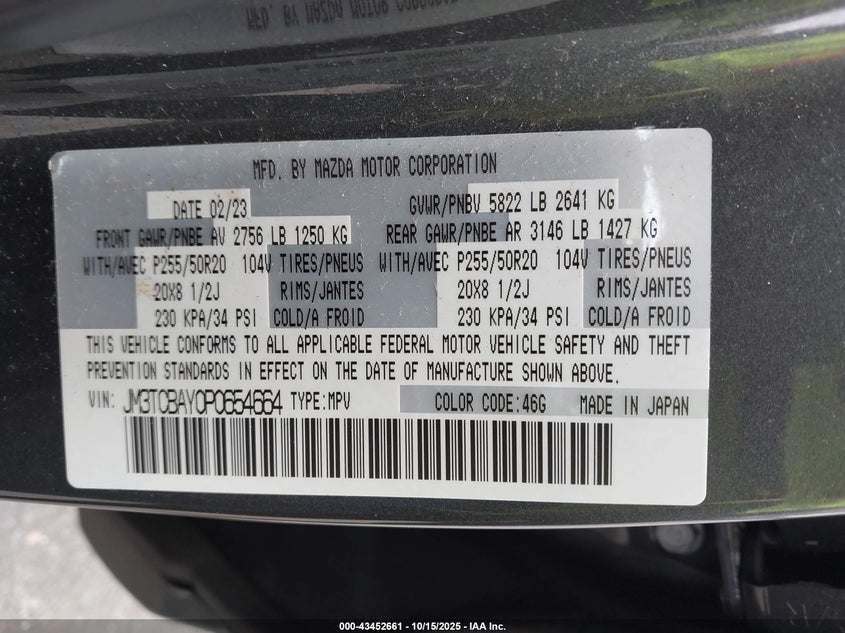 MFD. BY MAZDA MOTOR CORPORATION
DATE 02/23 GVWR/PNBV 5822 LB 2641 KG
FRONT GAWR/PNBE AV 2756 LB 1250 KG REAR GAWR/PNBE AR 3146 LB 1427 KG
WITH/AVEC P255/50R20 104V TIRES/PNEUS WITH/AVEC P255/50R20 104V TIRES/PNEUS
20X8 1/2J RIMS/JANTES 20X8 1/2J RIMS/JANTES
230 KPA/34 PSI COLD/A FROID 230 KPA/34 PSI COLD/A FROID
THIS VEHICLE CONFORMS TO ALL APPLICABLE FEDERAL MOTOR VEHICLE SAFETY AND THEFT
PREVENTION STANDARDS IN EFFECT ON THE DATE OF MANUFACTURE SHOWN ABOVE.
VIN: JM3TCBAY0P0654664 TYPE:MPV COLOR CODE:46G MADE IN JAPAN
000-43452661 - 10/15/2025 - IAA Inc.